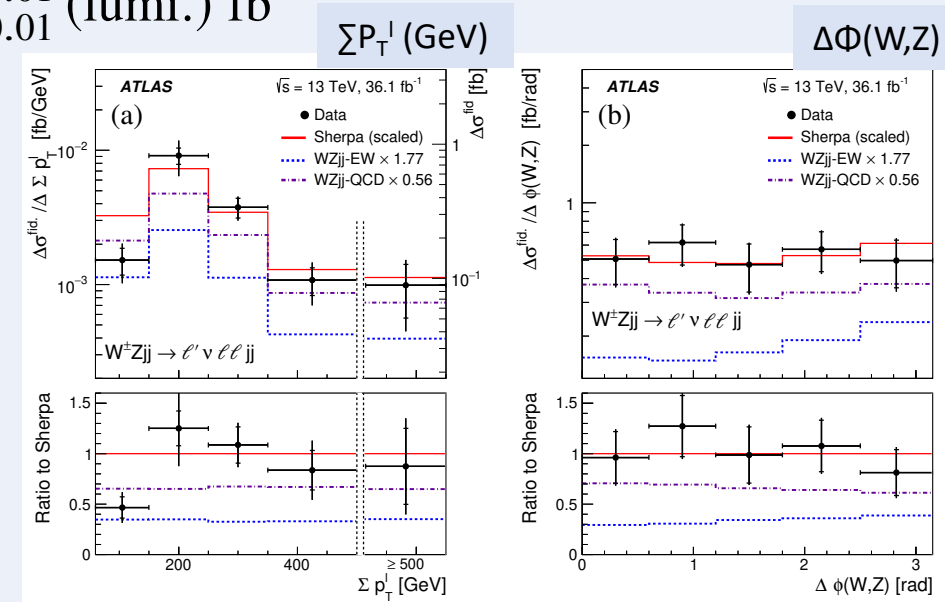 0.01 (lumi.) fb
∑P_T^l (GeV)
ΔΦ(W,Z)
ATLAS
√s = 13 TeV, 36.1 fb⁻¹
(a)
Data
Sherpa (scaled)
WZjj-EW × 1.77
WZjj-QCD × 0.56
Δσ^fid. /Δ Σ p_T^l [fb/GeV]
Δσ^fid [fb]
10⁻²
10⁻³
1
10⁻¹
W±Zjj → ℓ′ ν ℓℓ jj
Ratio to Sherpa
1.5
1
0.5
0
200
400
≥ 500
Σ p_T^l [GeV]
ATLAS
√s = 13 TeV, 36.1 fb⁻¹
(b)
Data
Sherpa (scaled)
WZjj-EW × 1.77
WZjj-QCD × 0.56
Δσ^fid. /Δ ϕ(W,Z) [fb/rad]
1
W±Zjj → ℓ′ ν ℓℓ jj
Ratio to Sherpa
1.5
1
0.5
0
0
1
2
3
Δ ϕ(W,Z) [rad]